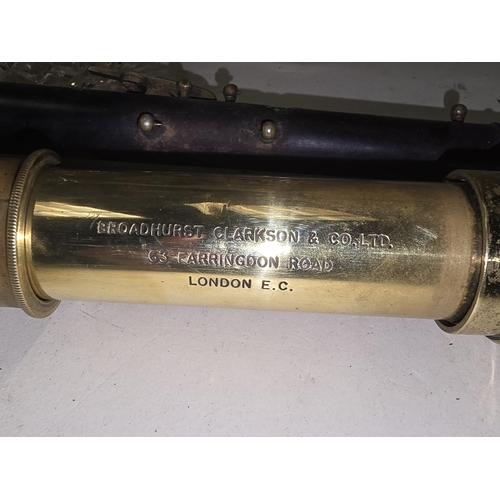 BROADHURST CLARKSON & CO. LTD.
63 FARRINGDON ROAD
LONDON E.C.